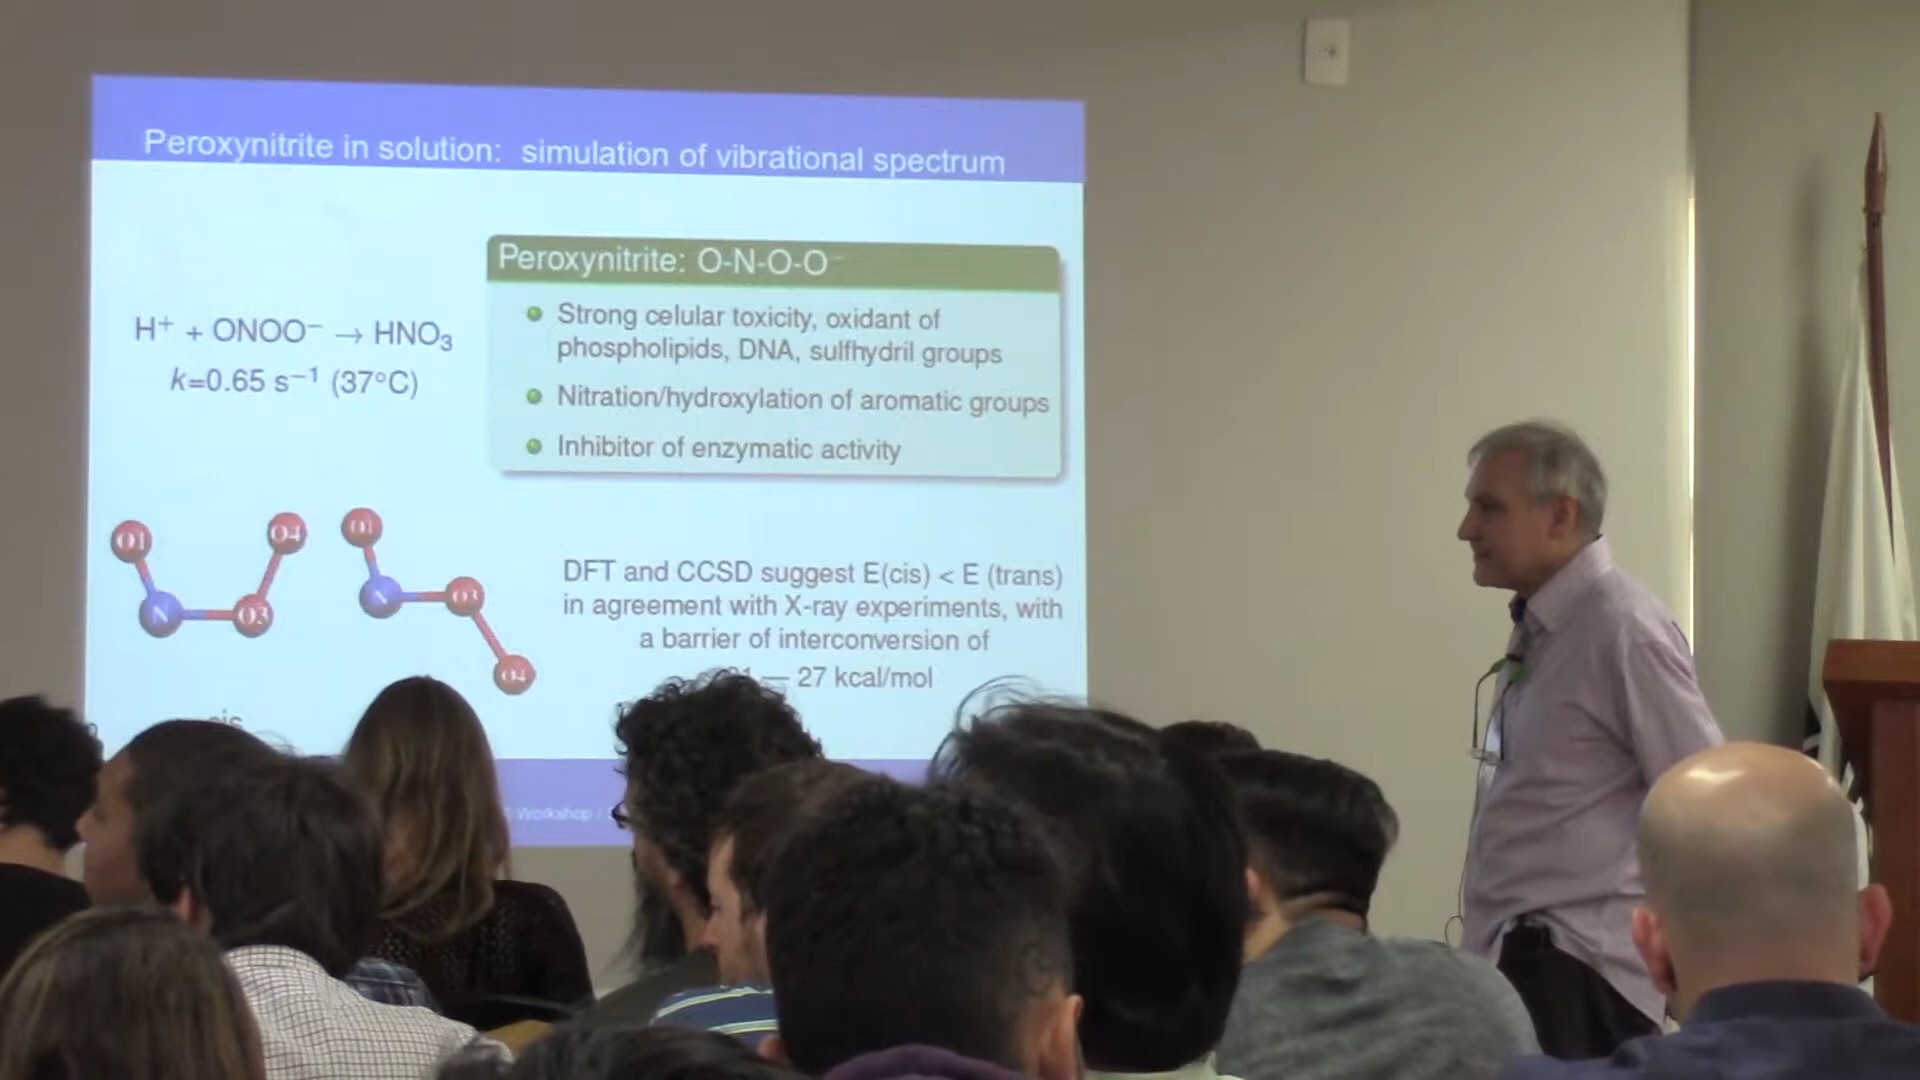 Peroxynitrite in solution: simulation of vibrational spectrum
H⁺ + ONOO⁻ → HNO₃
k=0.65 s⁻¹ (37°C)
Peroxynitrite: O-N-O-O⁻
Strong celular toxicity, oxidant of
phospholipids, DNA, sulfhydril groups
Nitration/hydroxylation of aromatic groups
Inhibitor of enzymatic activity
O1 O4 O1
N O3 N O3
O4
DFT and CCSD suggest E(cis) < E (trans)
in agreement with X-ray experiments, with
a barrier of interconversion of
— 27 kcal/mol
cis
Workshop /